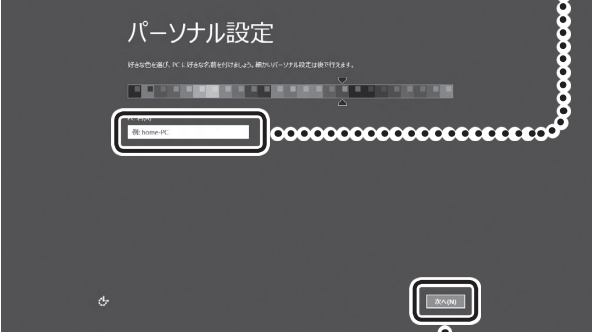 パーソナル設定
好きな色を選び、PC に好きな名前を付けましょう。細かいパーソナル設定は後で行えます。
例: home-PC
次へ(N)